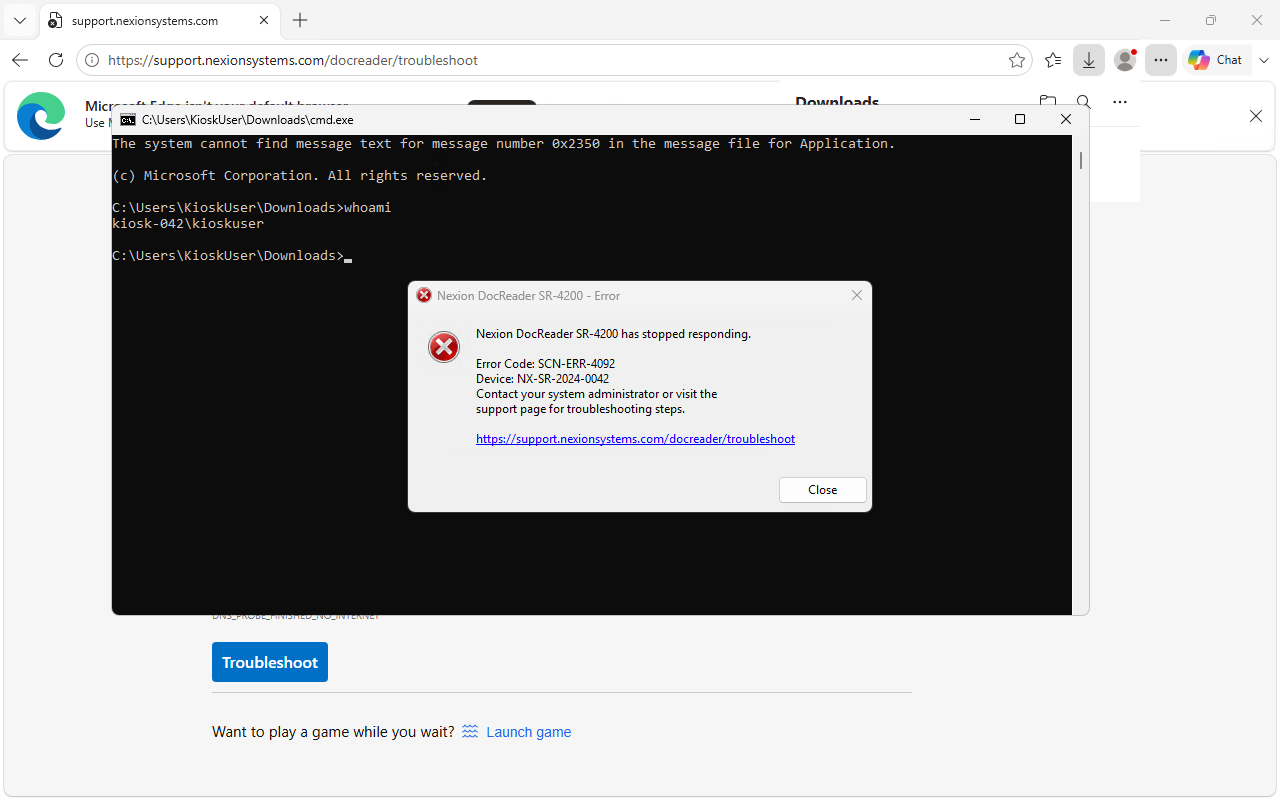 support.nexionsystems.com
https://support.nexionsystems.com/docreader/troubleshoot
Chat
Downloads
C:\Users\KioskUser\Downloads\cmd.exe
The system cannot find message text for message number 0x2350 in the message file for Application.
(c) Microsoft Corporation. All rights reserved.
C:\Users\KioskUser\Downloads>whoami
kiosk-042\kioskuser
C:\Users\KioskUser\Downloads>
Nexion DocReader SR-4200 - Error
Nexion DocReader SR-4200 has stopped responding.
Error Code: SCN-ERR-4092
Device: NX-SR-2024-0042
Contact your system administrator or visit the
support page for troubleshooting steps.
https://support.nexionsystems.com/docreader/troubleshoot
Close
DNS_PROBE_FINISHED_NO_INTERNET
Troubleshoot
Want to play a game while you wait?
Launch game